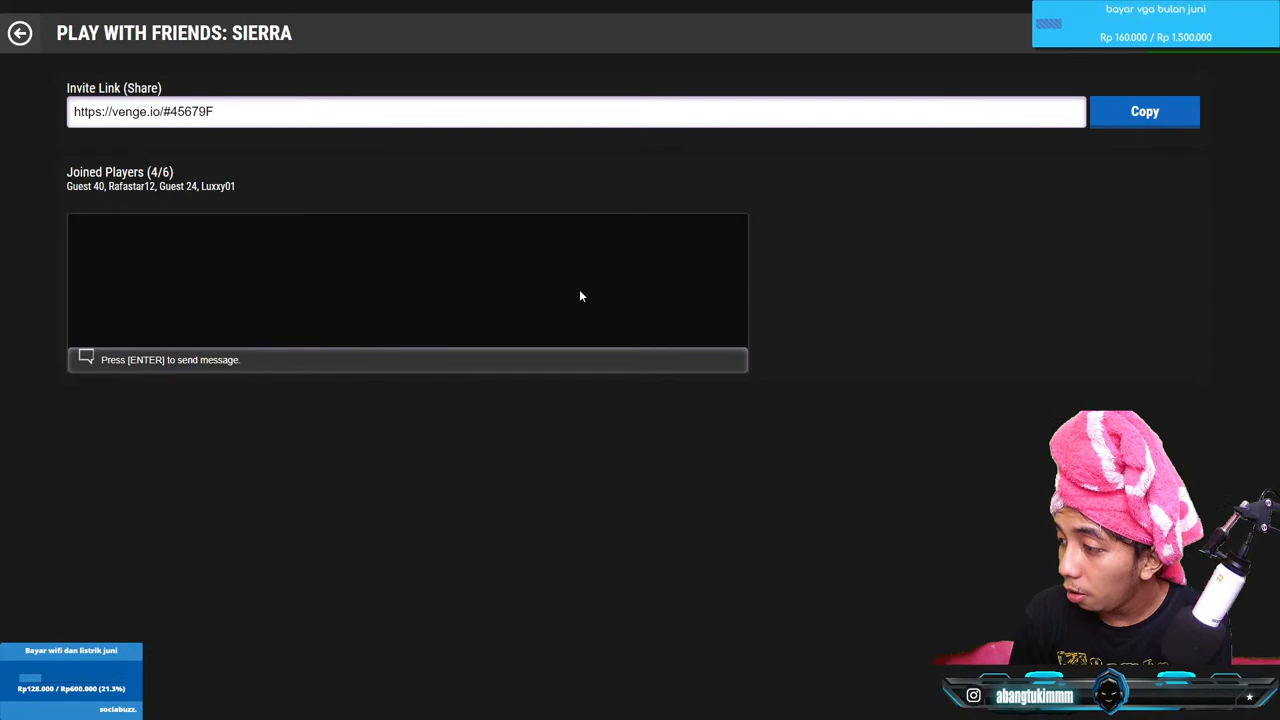 PLAY WITH FRIENDS: SIERRA
bayar vga bulan juni
Rp 160.000 / Rp 1.500.000
Invite Link (Share)
https://venge.io/#45679F
Copy
Joined Players (4/6)
Guest 40, Rafastar12, Guest 24, Luxxy01
Press [ENTER] to send message.
Bayar wifi dan listrik juni
Rp128.000 / Rp600.000 (21.3%)
sociabuzz.
abangtukimmm